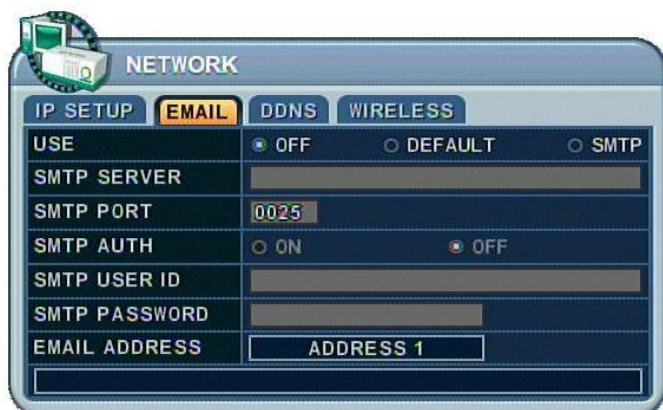 NETWORK
IP SETUP EMAIL DDNS WIRELESS
USE OFF DEFAULT SMTP
SMTP SERVER
SMTP PORT 0025
SMTP AUTH ON OFF
SMTP USER ID
SMTP PASSWORD
EMAIL ADDRESS ADDRESS 1